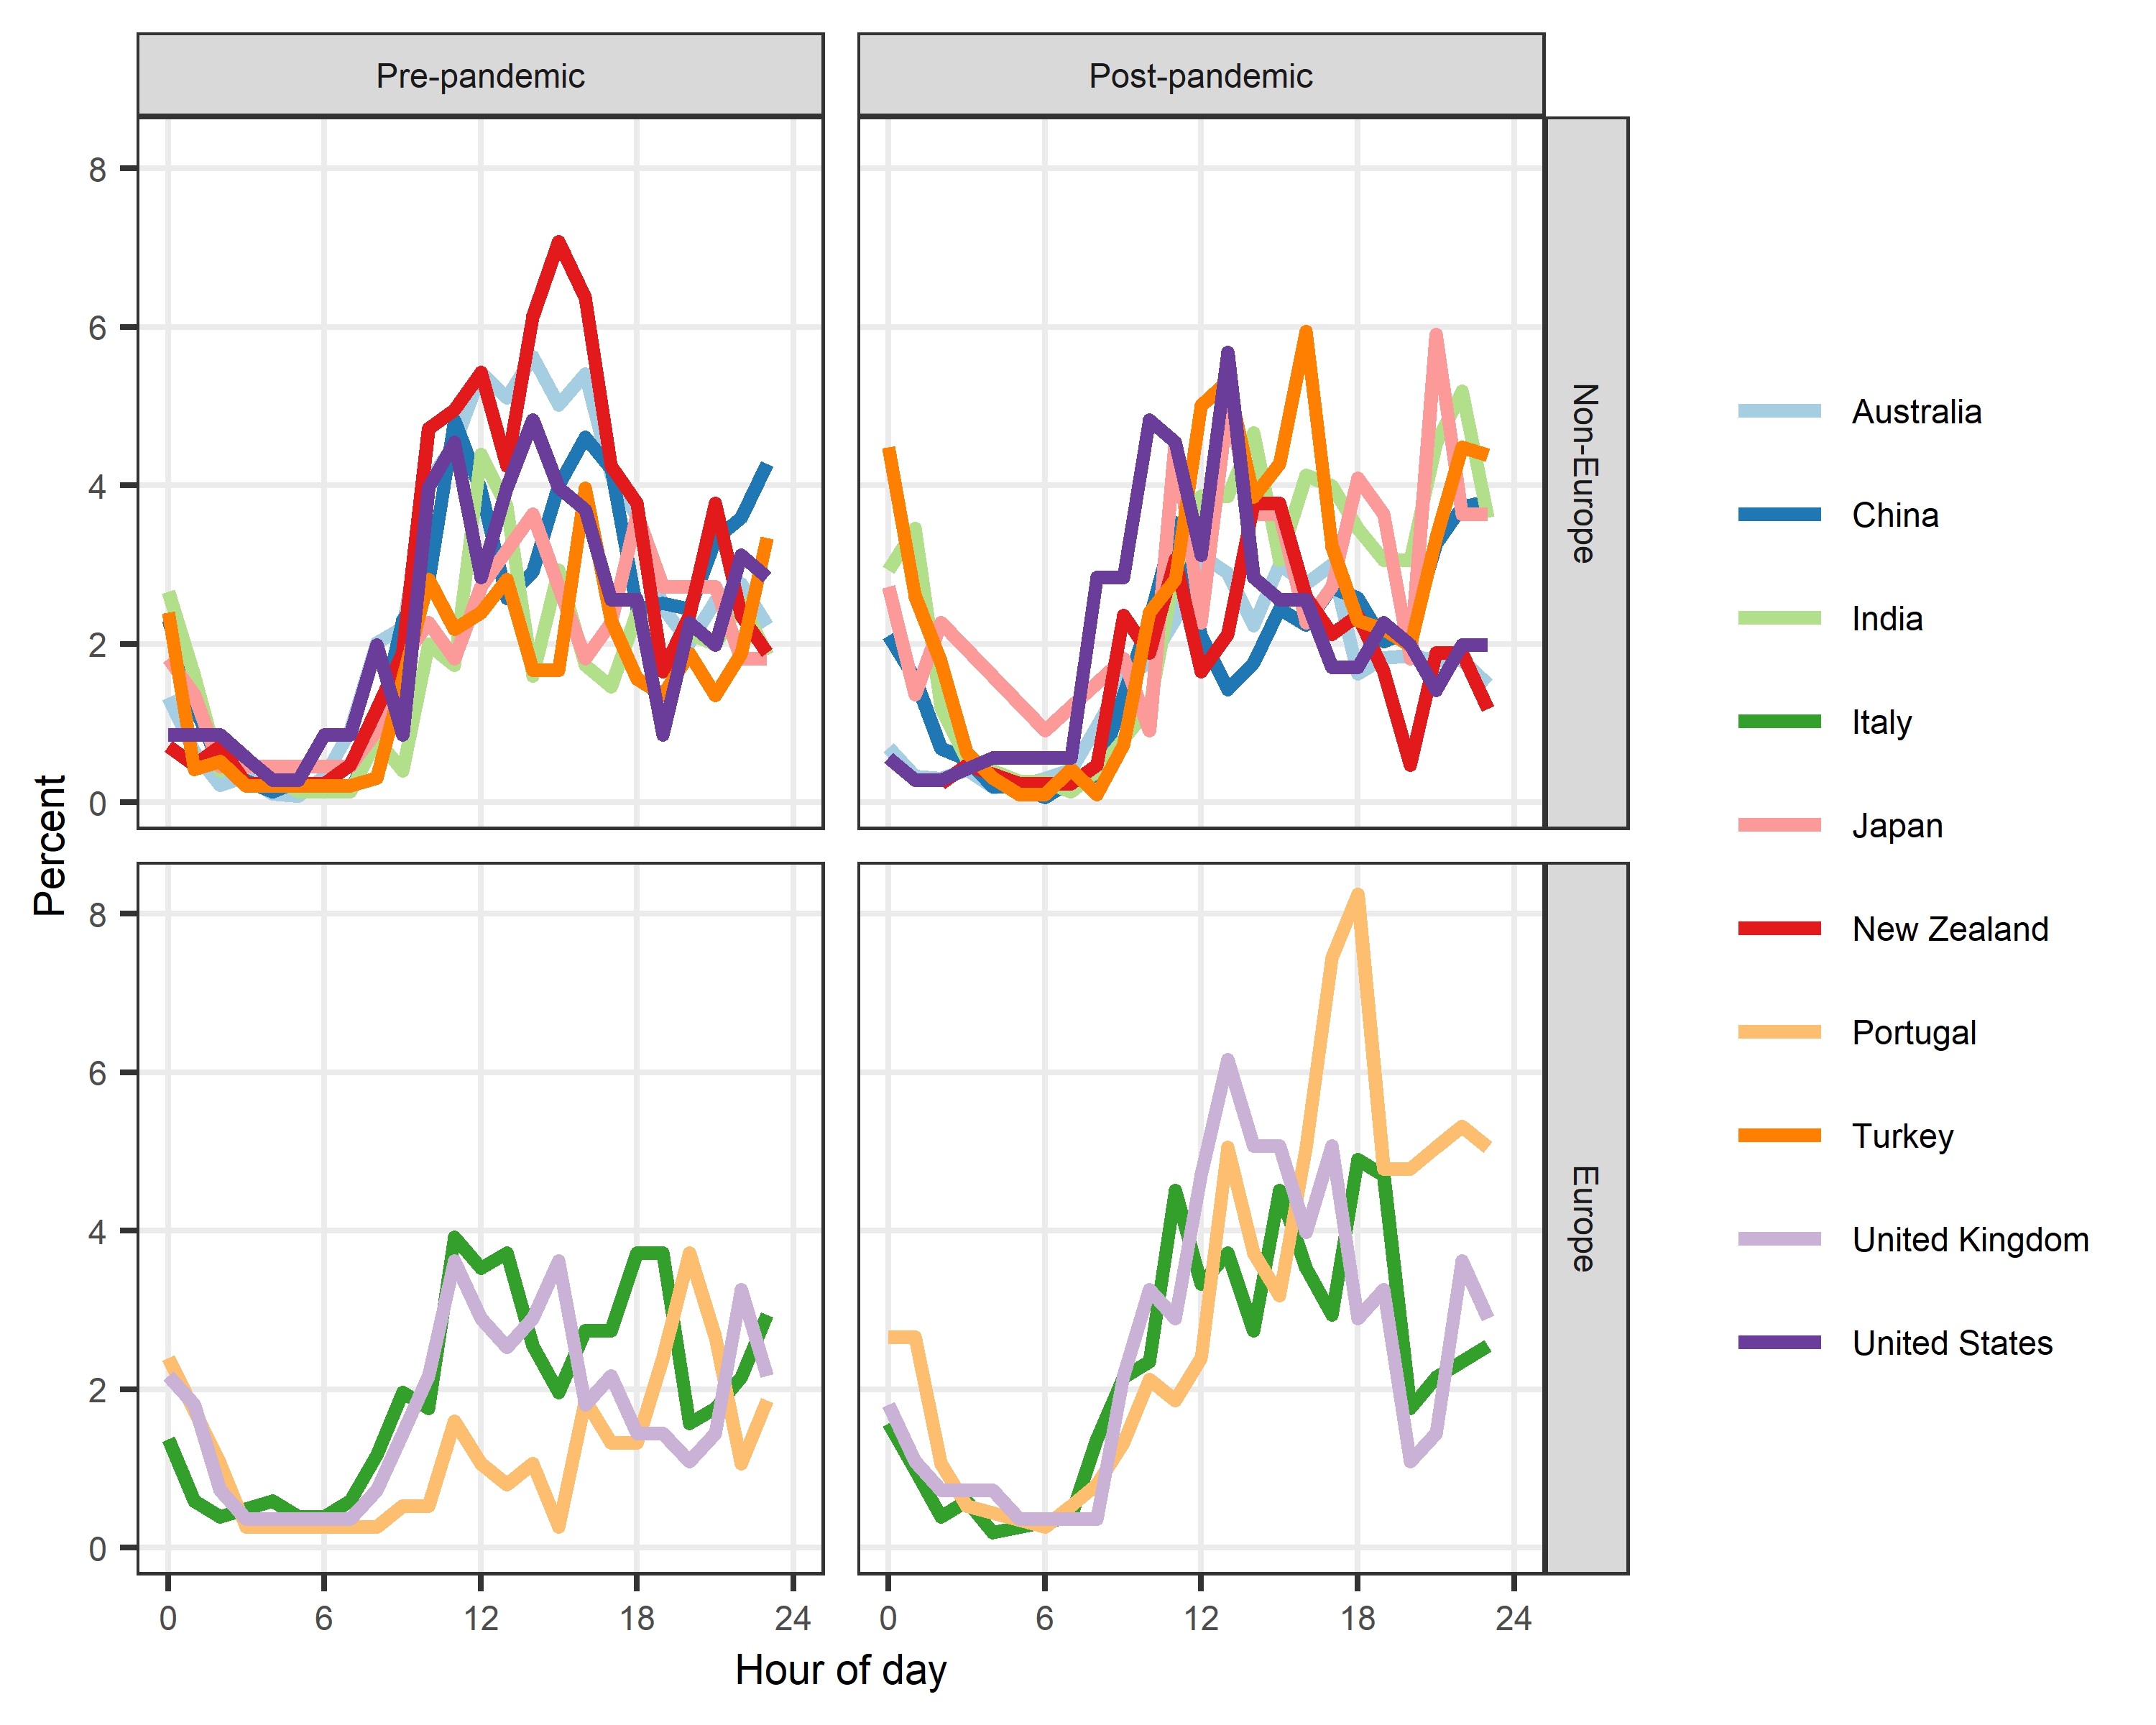 Pre-pandemic
Post-pandemic
8
6
4
2
0
Non-Europe
8
6
4
2
0
Europe
Percent
0 6 12 18 24
0 6 12 18 24
Hour of day
Australia
China
India
Italy
Japan
New Zealand
Portugal
Turkey
United Kingdom
United States